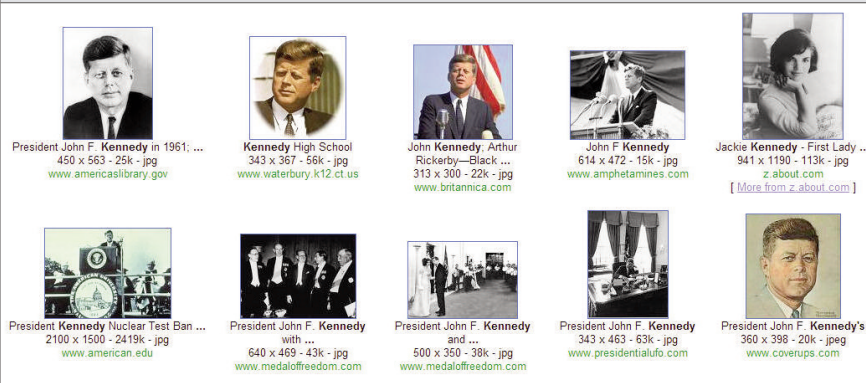 President John F. Kennedy in 1961; ...
450 x 563 - 25k - jpg
www.americaslibrary.gov
Kennedy High School
343 x 367 - 56k - jpg
www.waterbury.k12.ct.us
John Kennedy; Arthur
Rickerby—Black ...
313 x 300 - 22k - jpg
www.britannica.com
John F Kennedy
614 x 472 - 15k - jpg
www.amphetamines.com
Jackie Kennedy - First Lady ...
941 x 1190 - 113k - jpg
z.about.com
[ More from z.about.com ]
President Kennedy Nuclear Test Ban ...
2100 x 1500 - 2419k - jpg
www.american.edu
President John F. Kennedy
with ...
640 x 469 - 43k - jpg
www.medaloffreedom.com
President John F. Kennedy
and ...
500 x 350 - 38k - jpg
www.medaloffreedom.com
President John F. Kennedy
343 x 463 - 63k - jpg
www.presidentialufo.com
President John F. Kennedy's
360 x 398 - 20k - jpeg
www.coverups.com